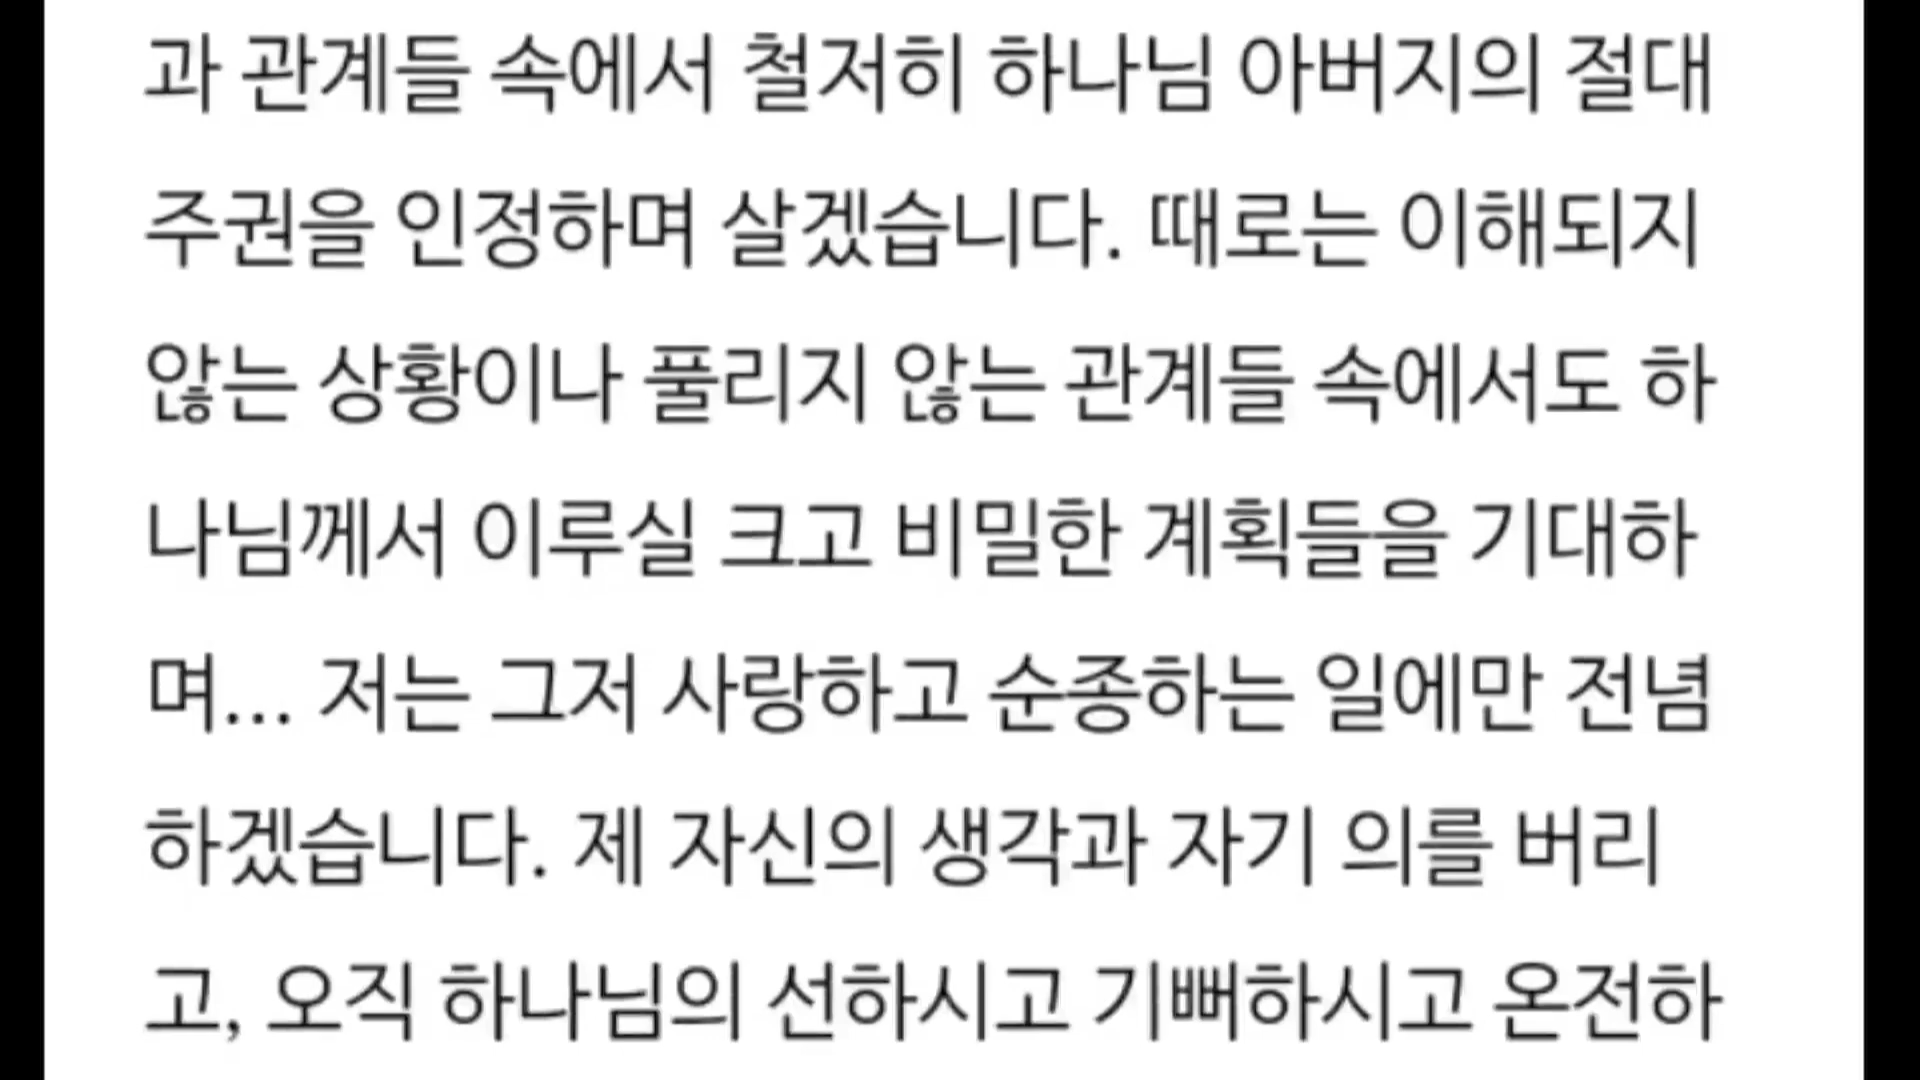 과 관계들 속에서 철저히 하나님 아버지의 절대
주권을 인정하며 살겠습니다. 때로는 이해되지
않는 상황이나 풀리지 않는 관계들 속에서도 하
나님께서 이루실 크고 비밀한 계획들을 기대하
며... 저는 그저 사랑하고 순종하는 일에만 전념
하겠습니다. 제 자신의 생각과 자기 의를 버리
고, 오직 하나님의 선하시고 기뻐하시고 온전하